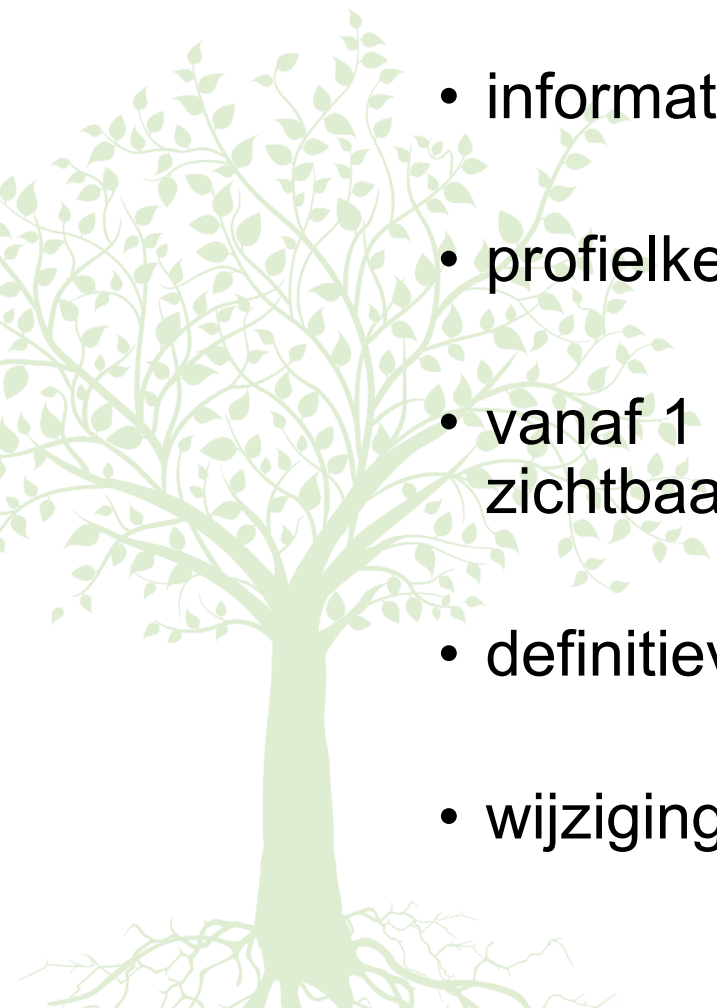 • informat
• profielke
• vanaf 1
zichtbaa
• definitiev
• wijziging